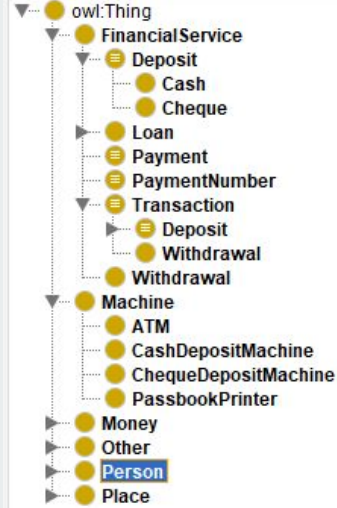 owl:Thing
FinancialService
Deposit
Cash
Cheque
Loan
Payment
PaymentNumber
Transaction
Deposit
Withdrawal
Withdrawal
Machine
ATM
CashDepositMachine
ChequeDepositMachine
PassbookPrinter
Money
Other
Person
Place